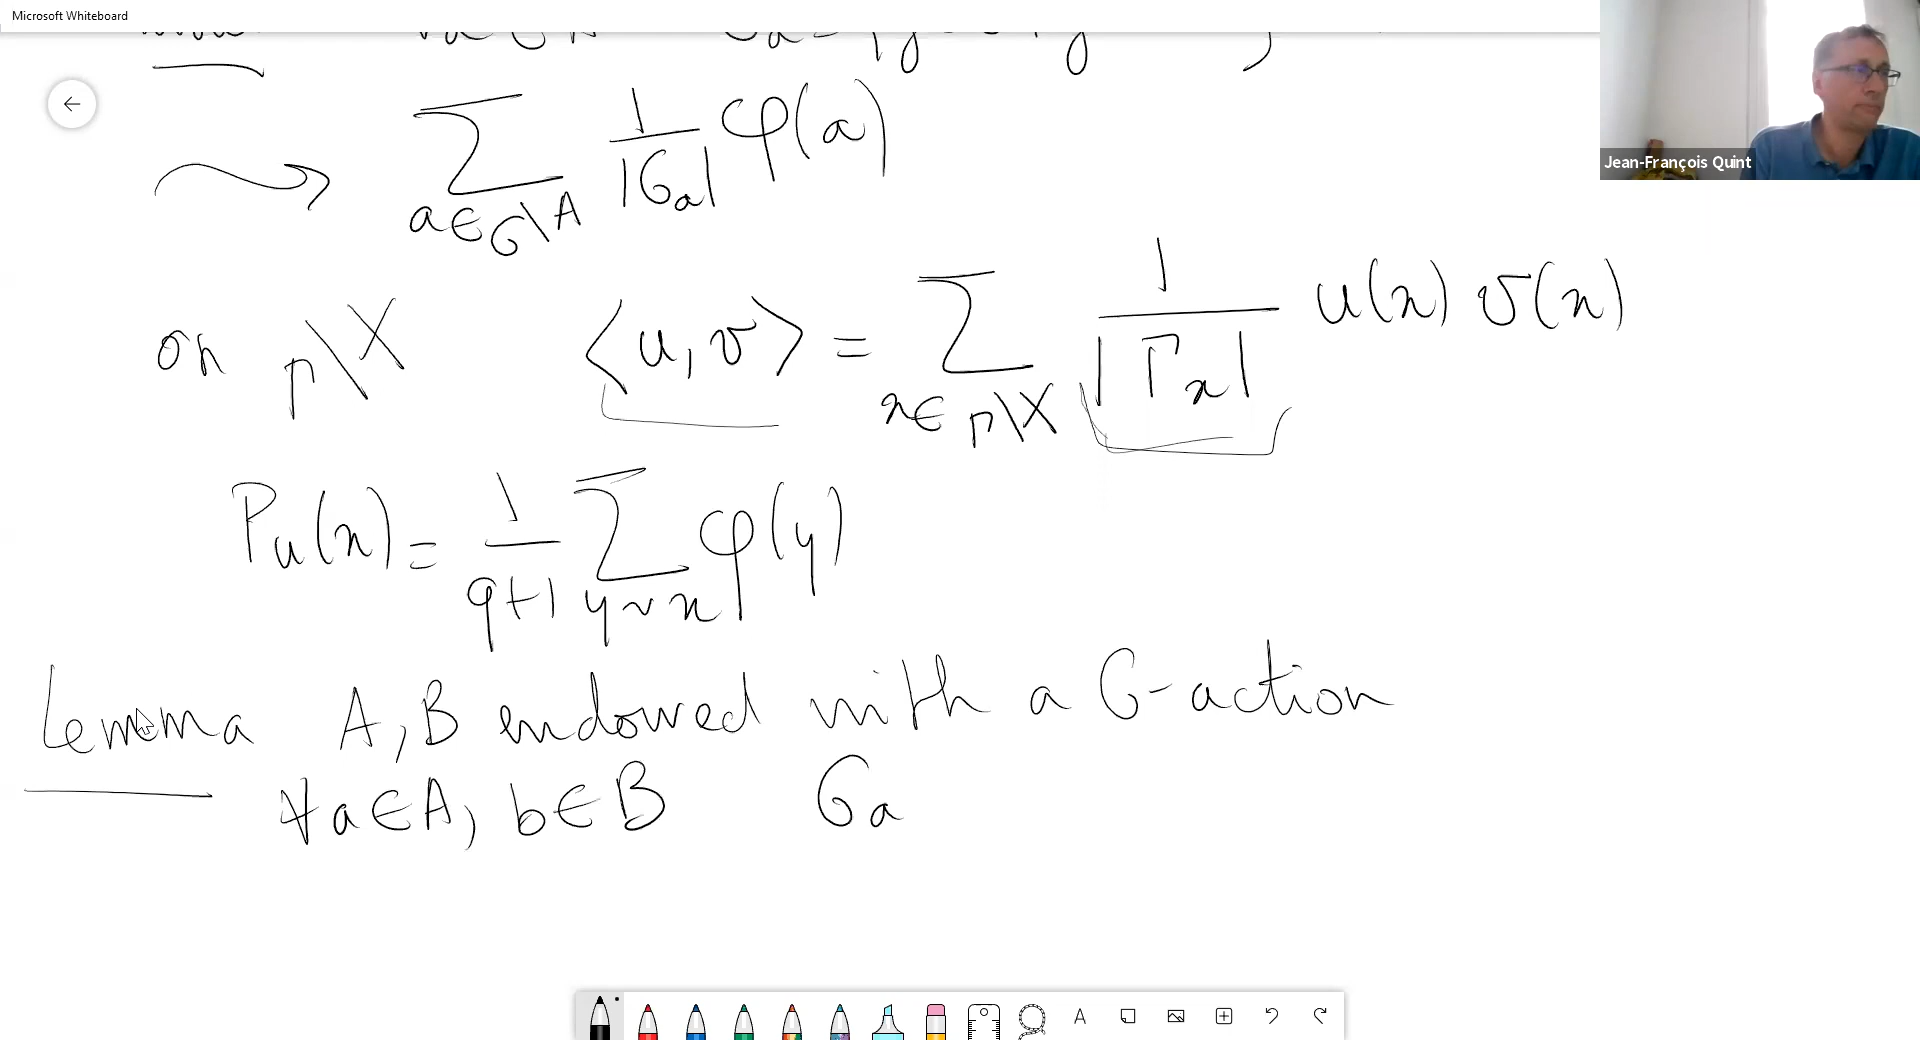 Microsoft Whiteboard
Jean-François Quint
∑_{a∈G\A} 1/|G_a| φ(a)
on Γ\X ⟨u,v⟩ = ∑_{x∈Γ\X} 1/|Γ_x| u(x) v(x)
Pu(x) = 1/(q+1) ∑_{y~x} φ(y)
Lemma A, B endowed with a G-action
∀a∈A, b∈B G_a
A